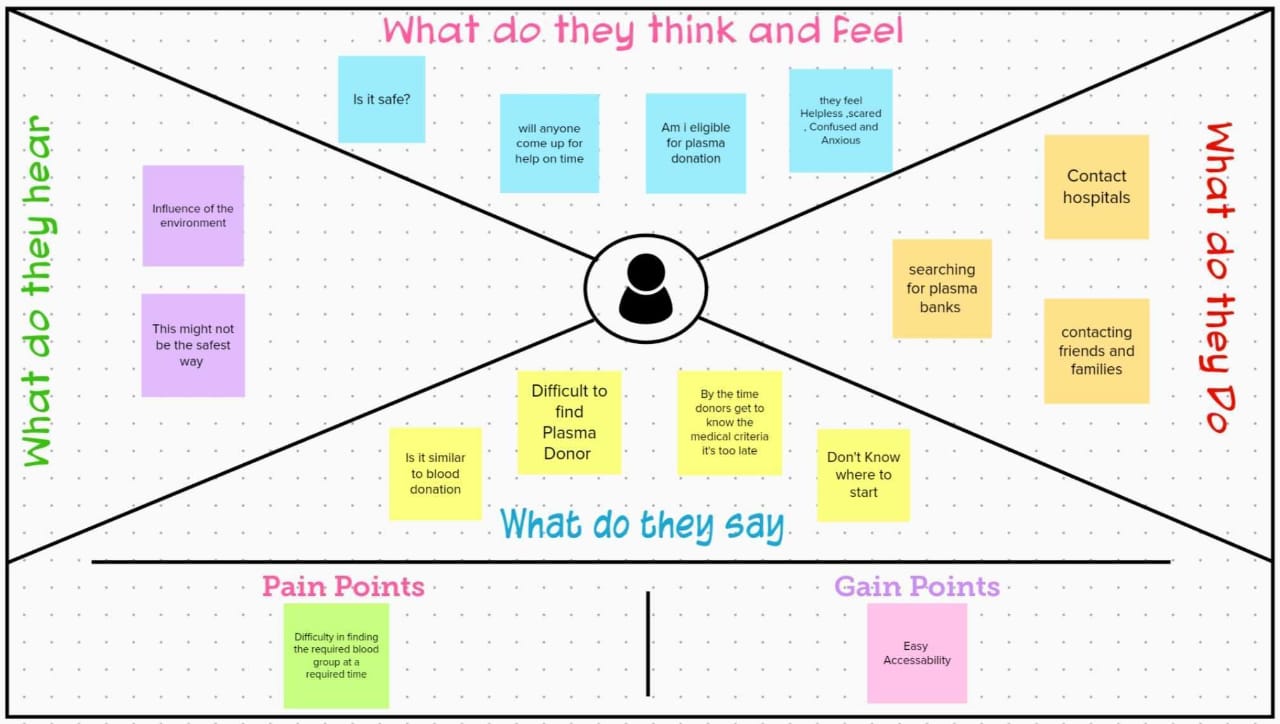 What do they think and Feel
Is it safe?
will anyone
come up for
help on time
Am i eligible
for plasma
donation
they feel
Helpless ,scared
, Confused and
Anxious
What do they hear
Influence of the
environment
This might not
be the safest
way
What do they Do
Contact
hospitals
searching
for plasma
banks
contacting
friends and
families
Is it similar
to blood
donation
Difficult to
find
Plasma
Donor
By the time
donors get to
know the
medical criteria
it's too late
Don't Know
where to
start
What do they say
Pain Points
Difficulty in finding
the required blood
group at a
required time
Gain Points
Easy
Accessability